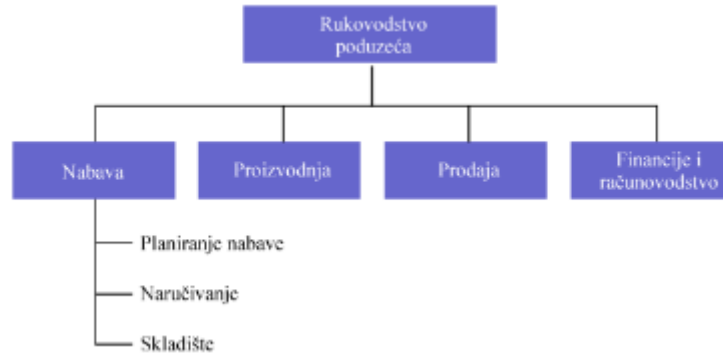 Rukovodstvo
poduzeća
Nabava
Proizvodnja
Prodaja
Financije i
računovodstvo
Planiranje nabave
Naručivanje
Skladište